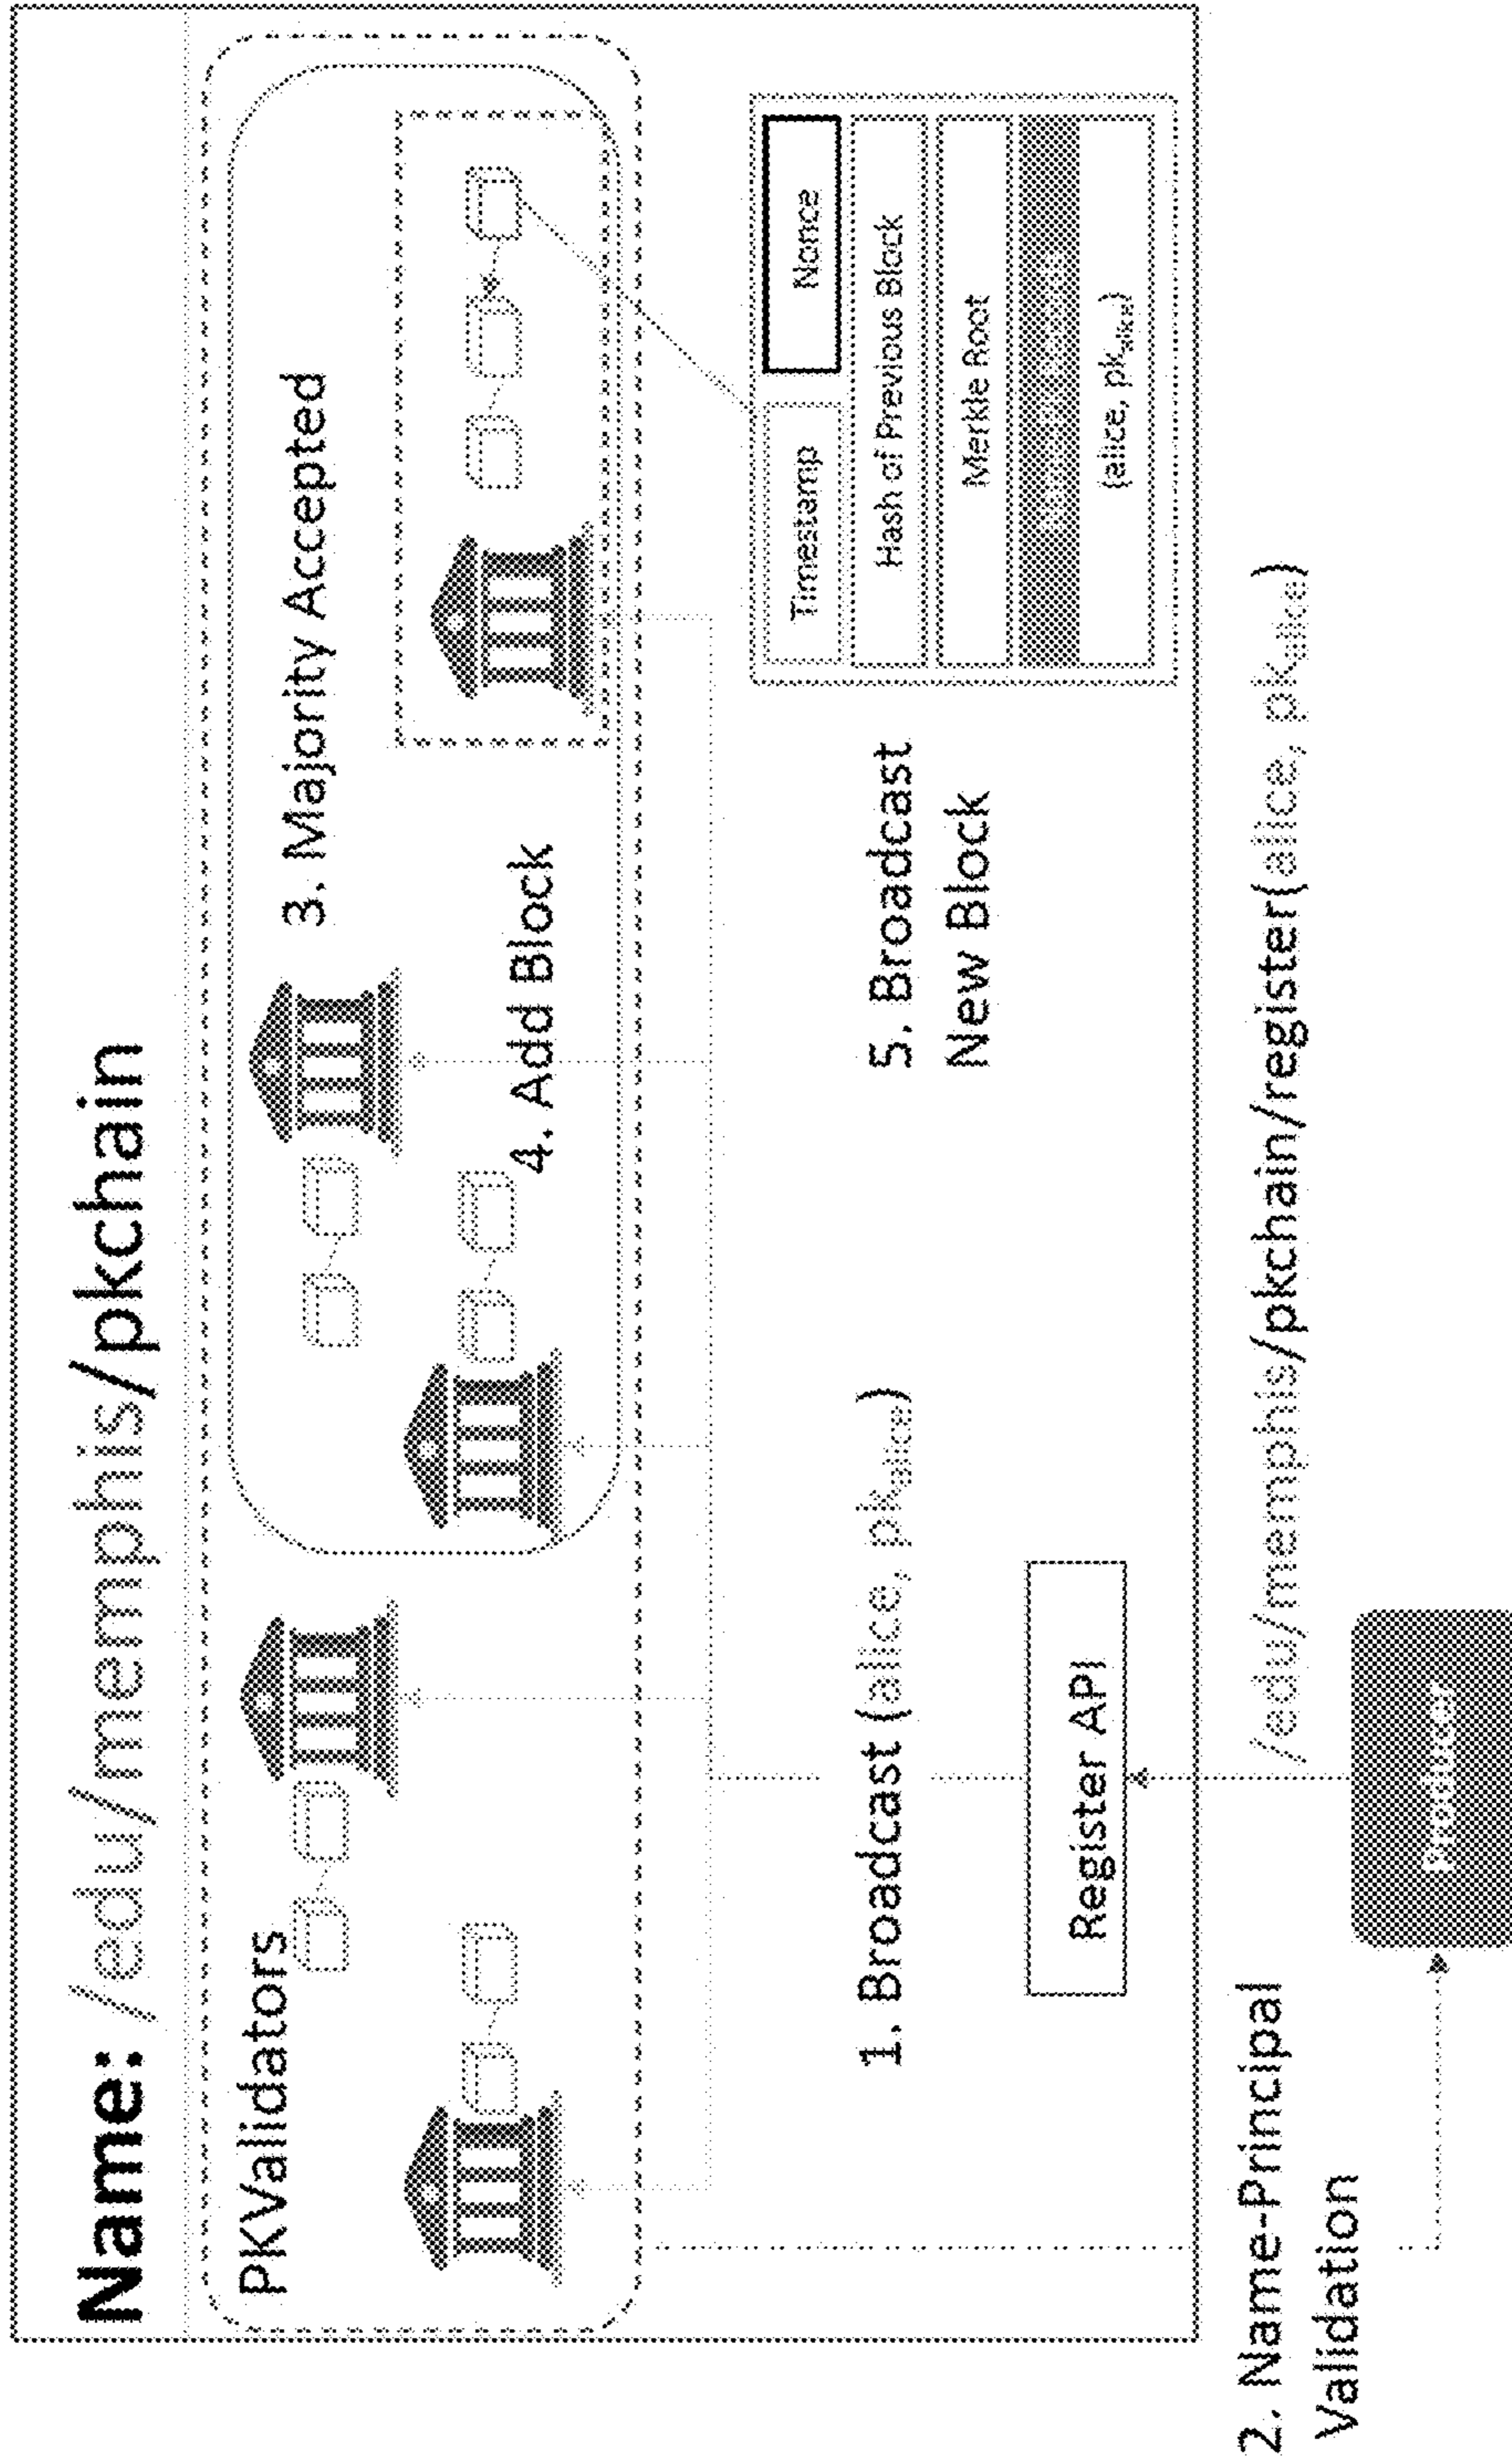 Name: /edu/memphis/pkchain
PKValidators
3. Majority Accepted
4. Add Block
1. Broadcast (alice, pkalice)
5. Broadcast
New Block
Timestamp
Nonce
Hash of Previous Block
Merkle Root
(alice, pkalice)
Register API
/edu/memphis/pkchain/register(alice, pkalice)
2. Name-Principal
Validation
Producer